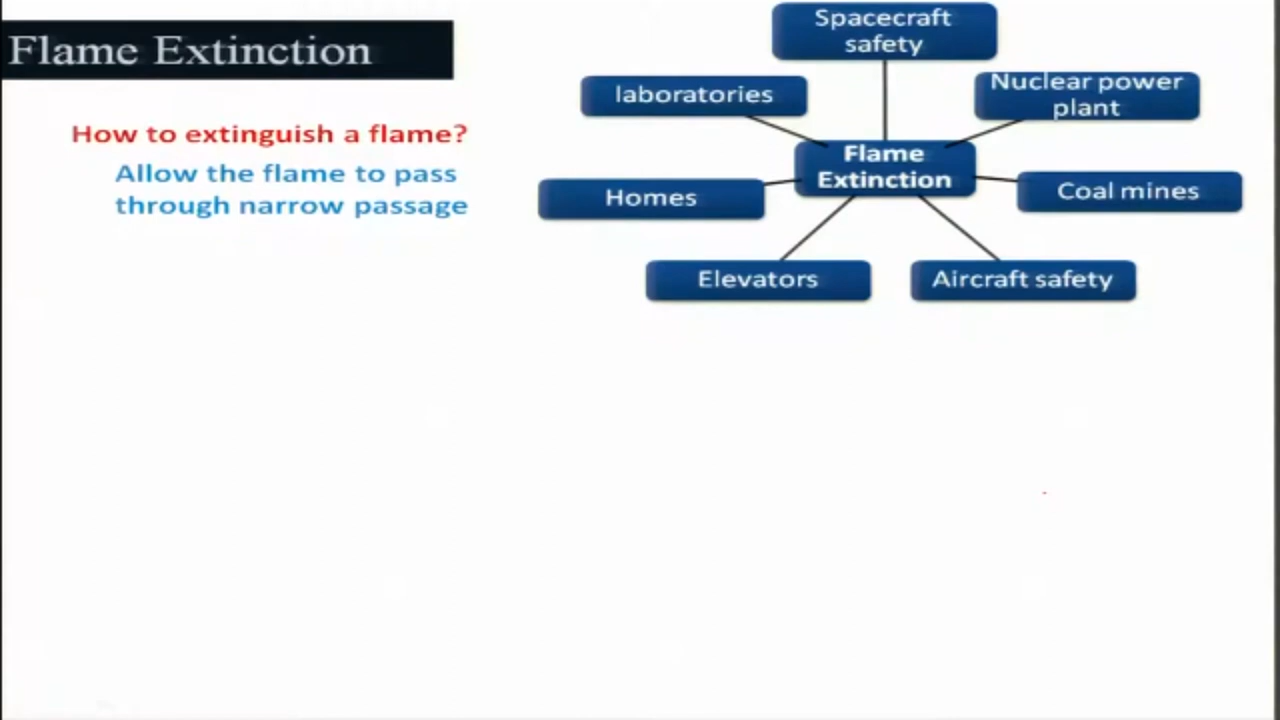 Flame Extinction
How to extinguish a flame?
Allow the flame to pass
through narrow passage
Spacecraft
safety
laboratories
Nuclear power
plant
Flame
Extinction
Homes
Coal mines
Elevators
Aircraft safety